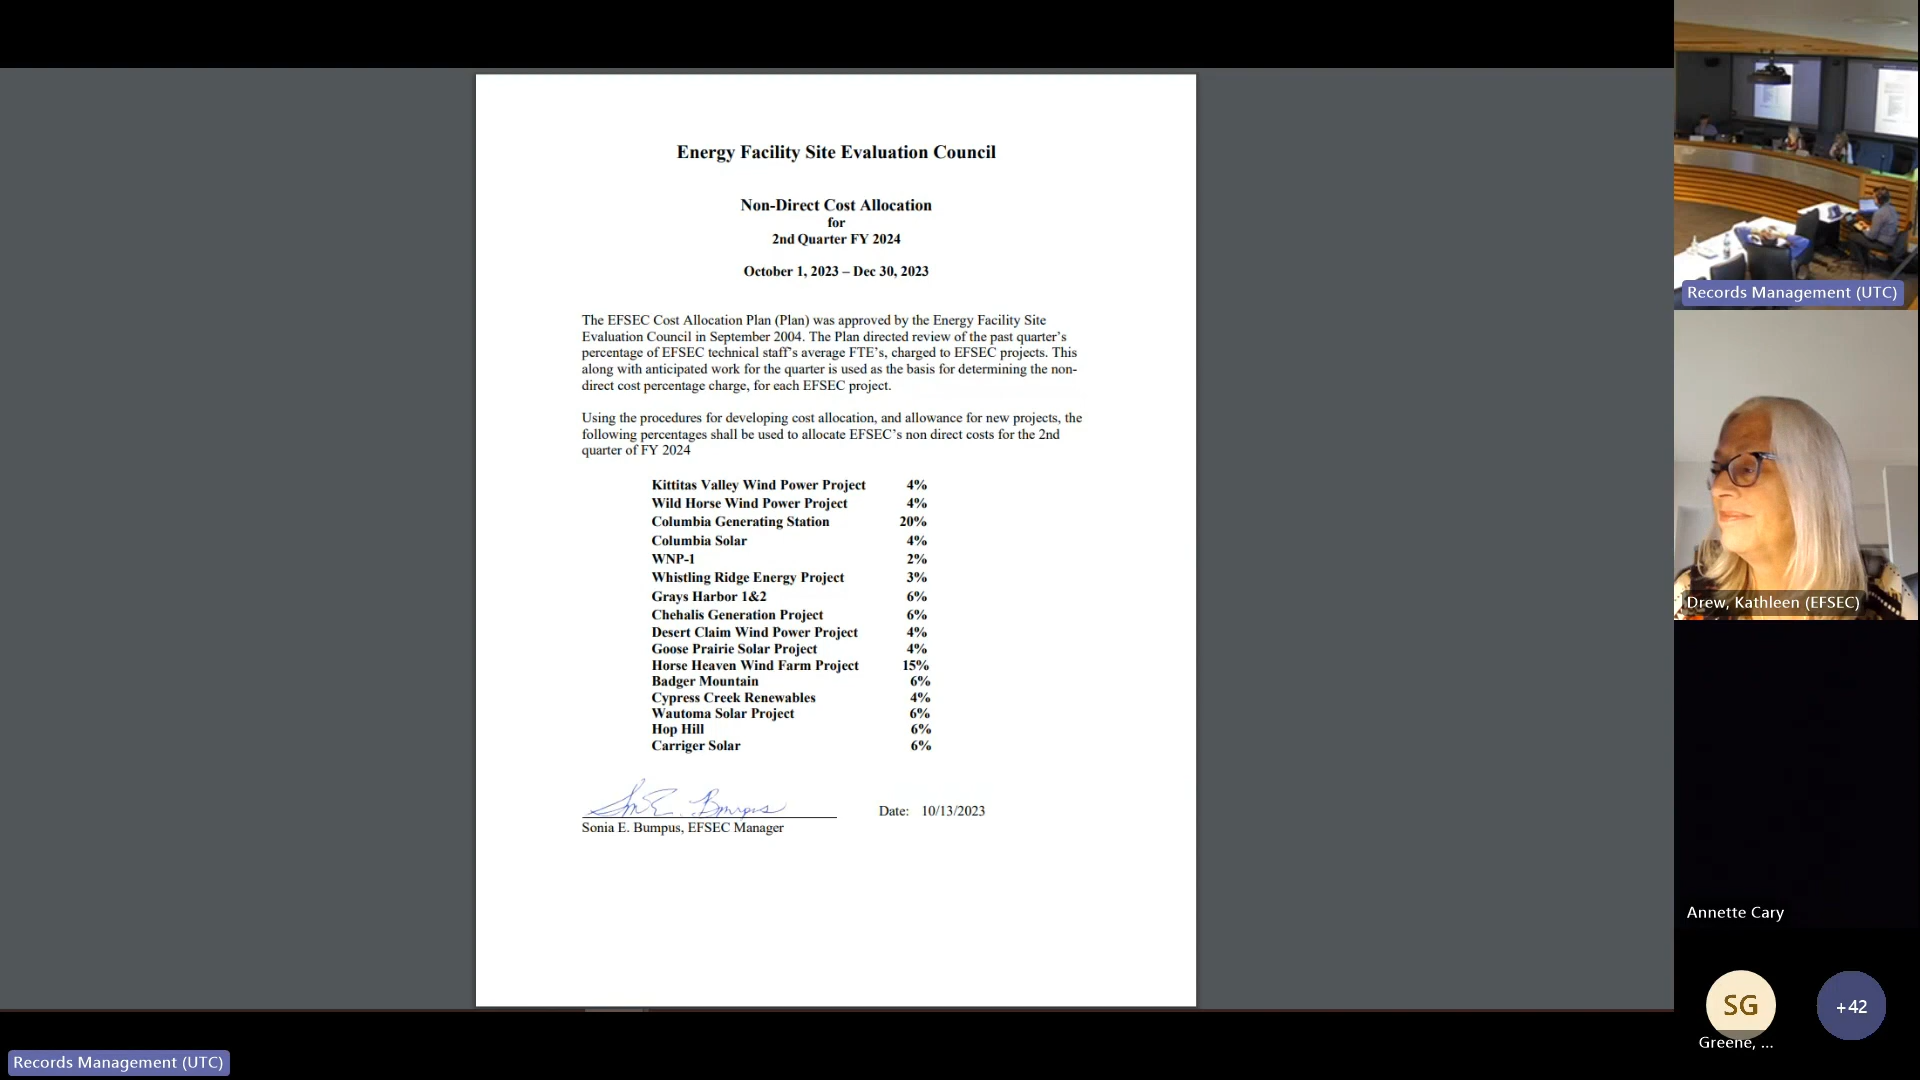 Energy Facility Site Evaluation Council
Non-Direct Cost Allocation
for
2nd Quarter FY 2024
October 1, 2023 – Dec 30, 2023
The EFSEC Cost Allocation Plan (Plan) was approved by the Energy Facility Site
Evaluation Council in September 2004. The Plan directed review of the past quarter's
percentage of EFSEC technical staff's average FTE's, charged to EFSEC projects. This
along with anticipated work for the quarter is used as the basis for determining the non-
direct cost percentage charge, for each EFSEC project.
Using the procedures for developing cost allocation, and allowance for new projects, the
following percentages shall be used to allocate EFSEC's non direct costs for the 2nd
quarter of FY 2024
Kittitas Valley Wind Power Project 4%
Wild Horse Wind Power Project 4%
Columbia Generating Station 20%
Columbia Solar 4%
WNP-1 2%
Whistling Ridge Energy Project 3%
Grays Harbor 1&2 6%
Chehalis Generation Project 6%
Desert Claim Wind Power Project 4%
Goose Prairie Solar Project 4%
Horse Heaven Wind Farm Project 15%
Badger Mountain 6%
Cypress Creek Renewables 4%
Wautoma Solar Project 6%
Hop Hill 6%
Carriger Solar 6%
Sn E. Bumpus
Date: 10/13/2023
Sonia E. Bumpus, EFSEC Manager
Records Management (UTC)
Drew, Kathleen (EFSEC)
Annette Cary
SG
+42
Greene, ...
Records Management (UTC)